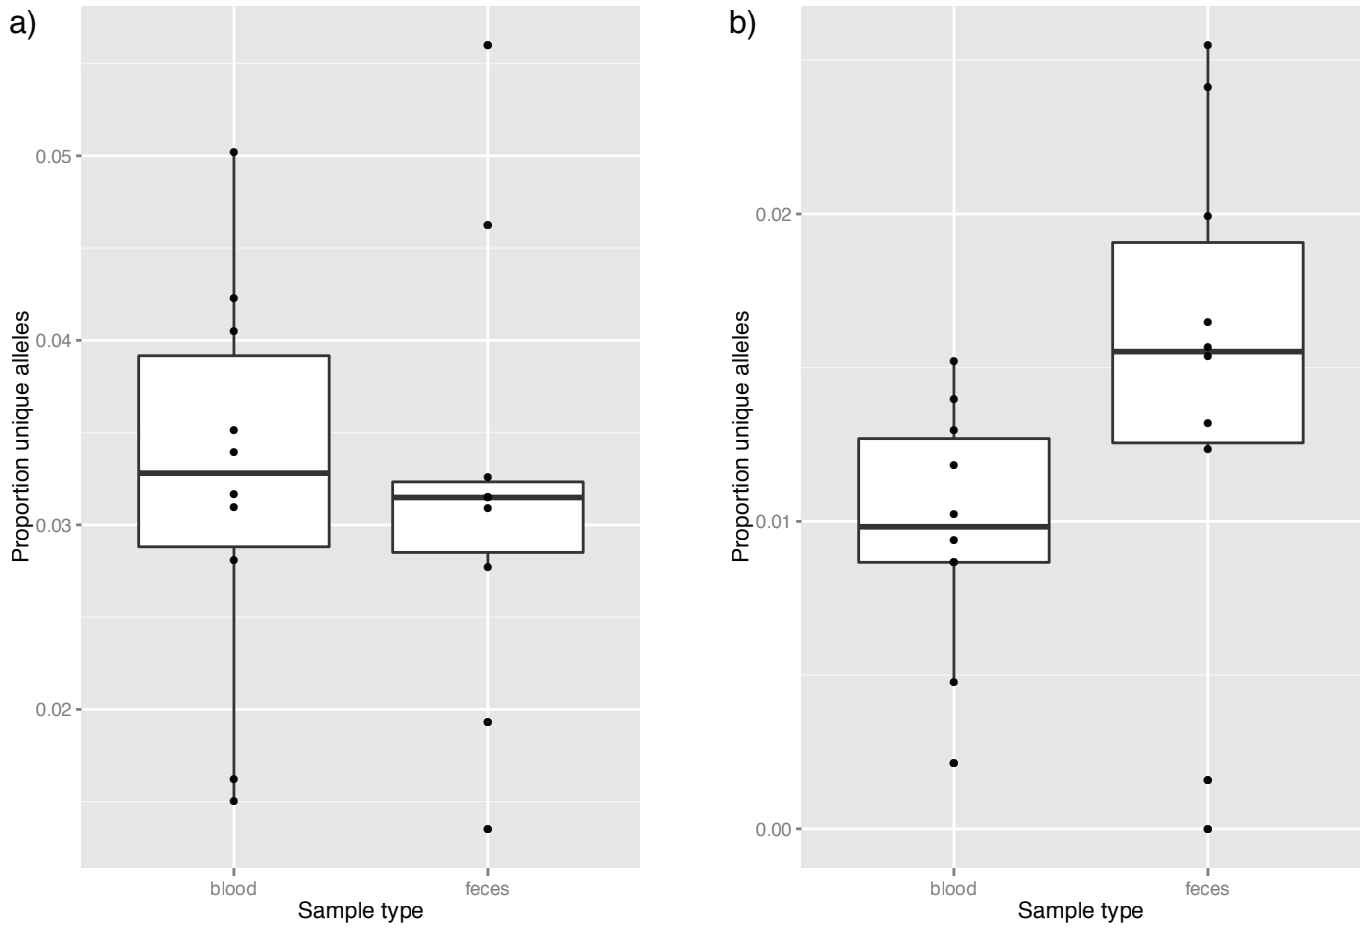 a)
Proportion unique alleles
0.05
0.04
0.03
0.02
blood
feces
Sample type
b)
Proportion unique alleles
0.02
0.01
0.00
blood
feces
Sample type